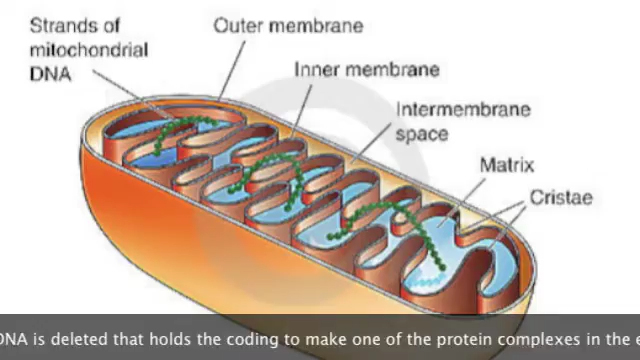 Strands of
mitochondrial
DNA
Outer membrane
Inner membrane
Intermembrane
space
Matrix
Cristae
DNA is deleted that holds the coding to make one of the protein complexes in the